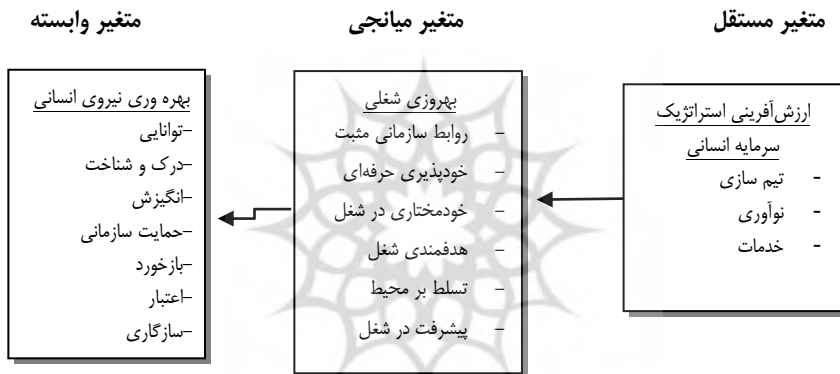 متغیر مستقل
متغیر میانجی
متغیر وابسته
ارزش‌آفرینی استراتژیک
سرمایه انسانی
- تیم سازی
- نوآوری
- خدمات
بهروزی شغلی
- روابط سازمانی مثبت
- خودپذیری حرفه‌ای
- خودمختاری در شغل
- هدفمندی شغل
- تسلط بر محیط
- پیشرفت در شغل
بهره وری نیروی انسانی
-توانایی
-درک و شناخت
-انگیزش
-حمایت سازمانی
-بازخورد
-اعتبار
-سازگاری